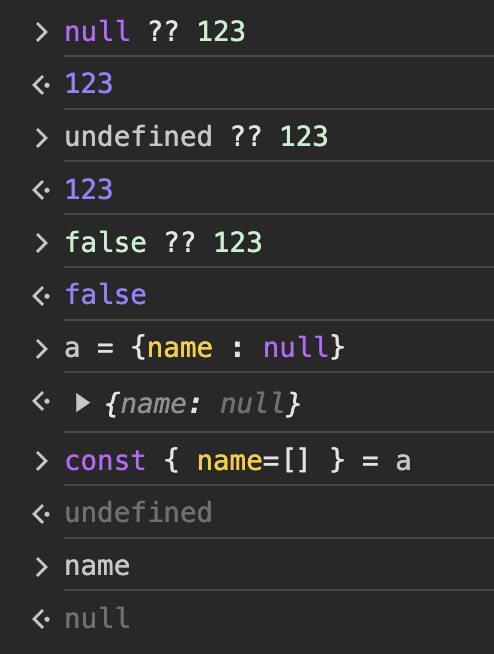 > null ?? 123
<· 123
> undefined ?? 123
<· 123
> false ?? 123
<· false
> a = {name : null}
<· ▶ {name: null}
> const { name=[] } = a
<· undefined
> name
<· null